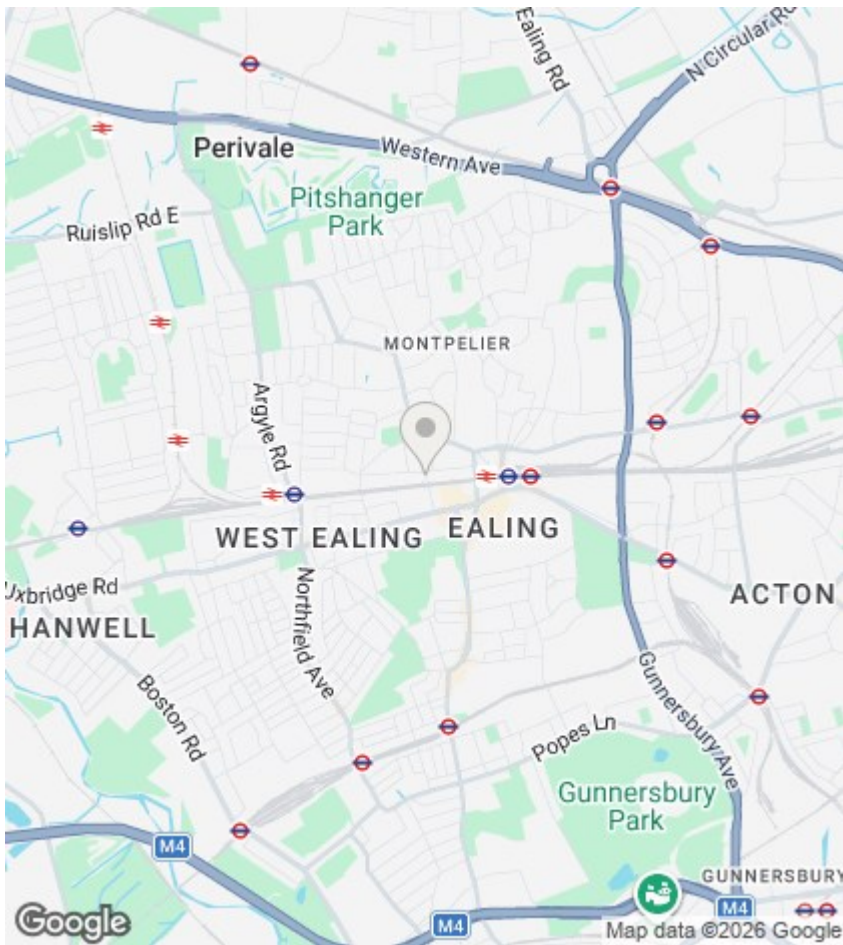 Ealing Rd
N Circular Rd
Perivale
Western Ave
Pitshanger
Park
Ruislip Rd E
MONTPELIER
Argyle Rd
WEST EALING
EALING
Uxbridge Rd
HANWELL
ACTON
Northfield Ave
Boston Rd
Gunnersbury Ave
Popes Ln
Gunnersbury
Park
M4
GUNNERSBURY
M4
M4
Google
Map data ©2026 Google